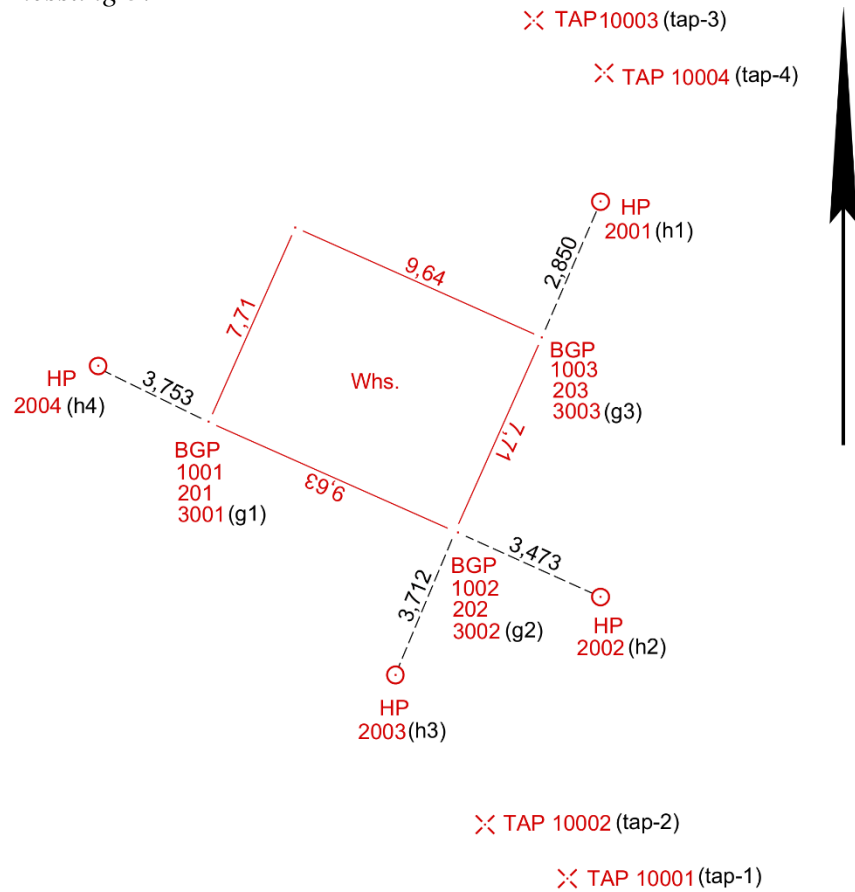 TAP 10003 (tap-3)
TAP 10004 (tap-4)
HP
2001 (h1)
2,850
9,64
7,71
BGP
1003
203
3003 (g3)
Whs.
HP
2004 (h4)
3,753
7,71
BGP
1001
201
3001 (g1)
9,63
3,473
BGP
1002
202
3002 (g2)
3,712
HP
2002 (h2)
HP
2003 (h3)
TAP 10002 (tap-2)
TAP 10001 (tap-1)